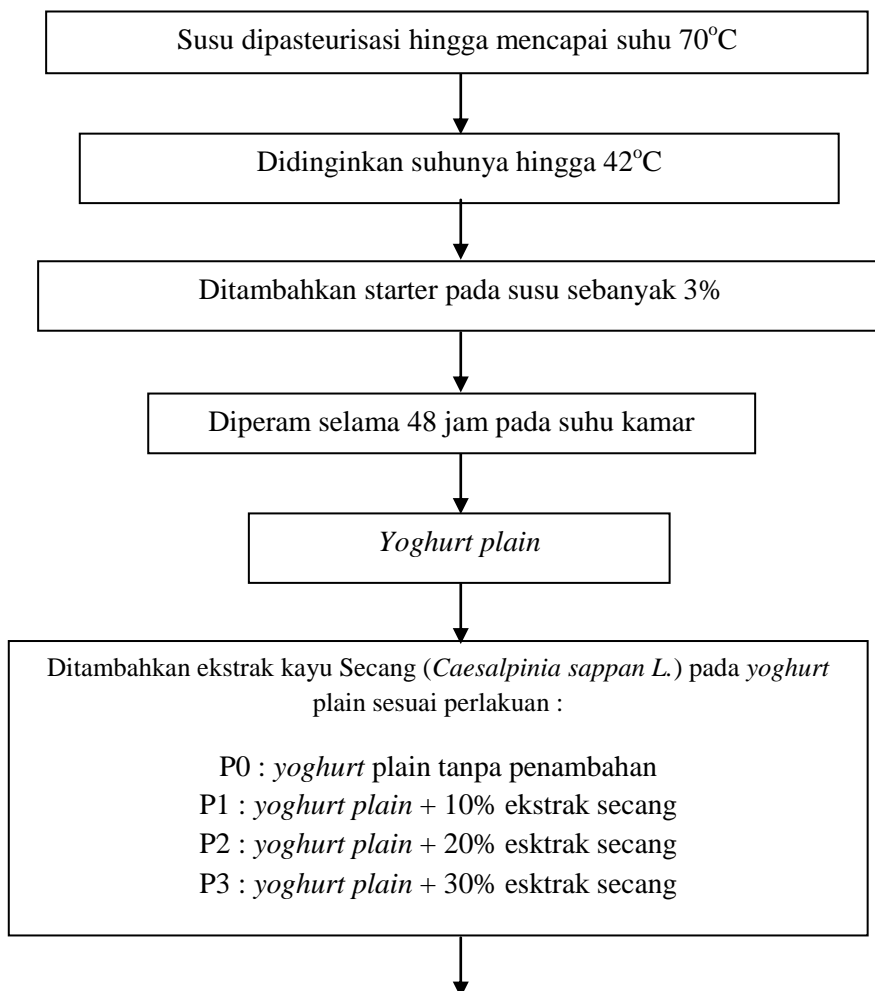 Susu dipasteurisasi hingga mencapai suhu 70°C
Didinginkan suhunya hingga 42°C
Ditambahkan starter pada susu sebanyak 3%
Diperam selama 48 jam pada suhu kamar
Yoghurt plain
Ditambahkan ekstrak kayu Secang (Caesalpinia sappan L.) pada yoghurt
plain sesuai perlakuan :
P0 : yoghurt plain tanpa penambahan
P1 : yoghurt plain + 10% ekstrak secang
P2 : yoghurt plain + 20% esktrak secang
P3 : yoghurt plain + 30% esktrak secang